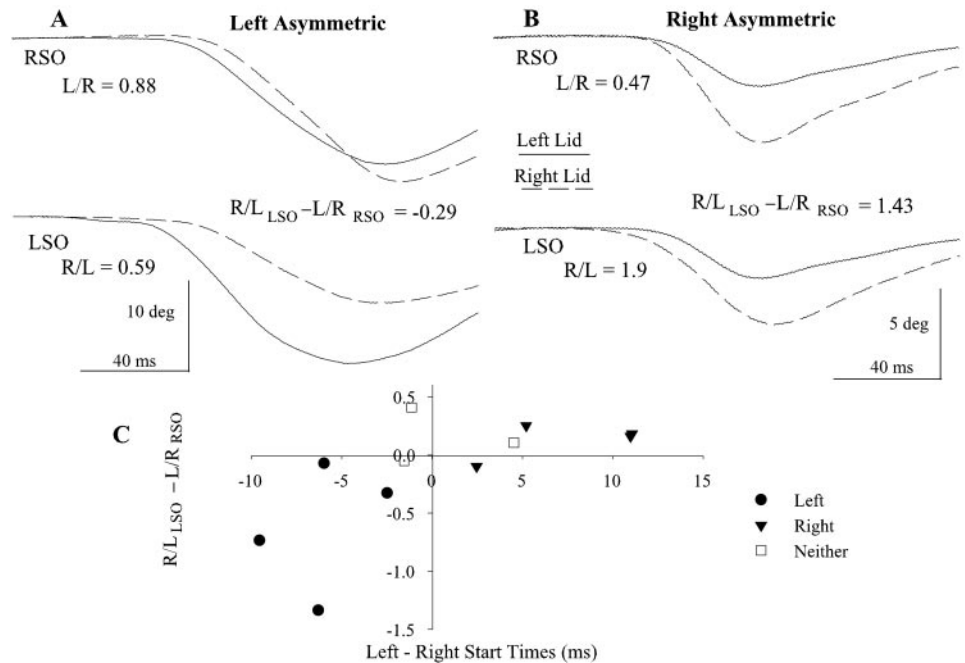 A
Left Asymmetric
RSO
L/R = 0.88
R/L LSO –L/R RSO = -0.29
LSO
R/L = 0.59
10 deg
40 ms
B
Right Asymmetric
RSO
L/R = 0.47
Left Lid
Right Lid
R/L LSO –L/R RSO = 1.43
LSO
R/L = 1.9
5 deg
40 ms
C
R/L LSO – L/R RSO
0.5
0.0
-0.5
-1.0
-1.5
-10
-5
0
5
10
15
Left - Right Start Times (ms)
Left
Right
Neither